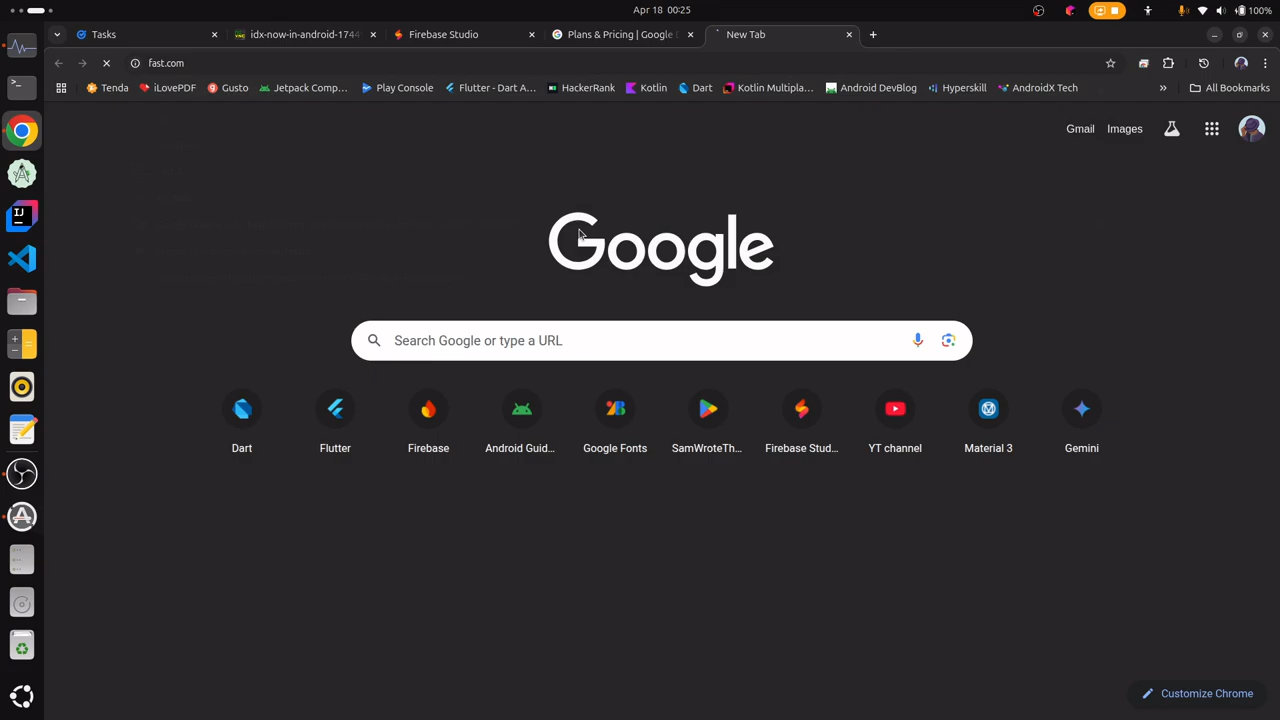 Apr 18 00:25
100%
Tasks
idx-now-in-android-1744
Firebase Studio
Plans & Pricing | Google C
New Tab
fast.com
Tenda
iLovePDF
Gusto
Jetpack Comp...
Play Console
Flutter - Dart A...
HackerRank
Kotlin
Dart
Kotlin Multipla...
Android DevBlog
Hyperskill
AndroidX Tech
All Bookmarks
Gmail
Images
Google
Search Google or type a URL
Dart
Flutter
Firebase
Android Guid...
Google Fonts
SamWroteTh...
Firebase Stud...
YT channel
Material 3
Gemini
Customize Chrome